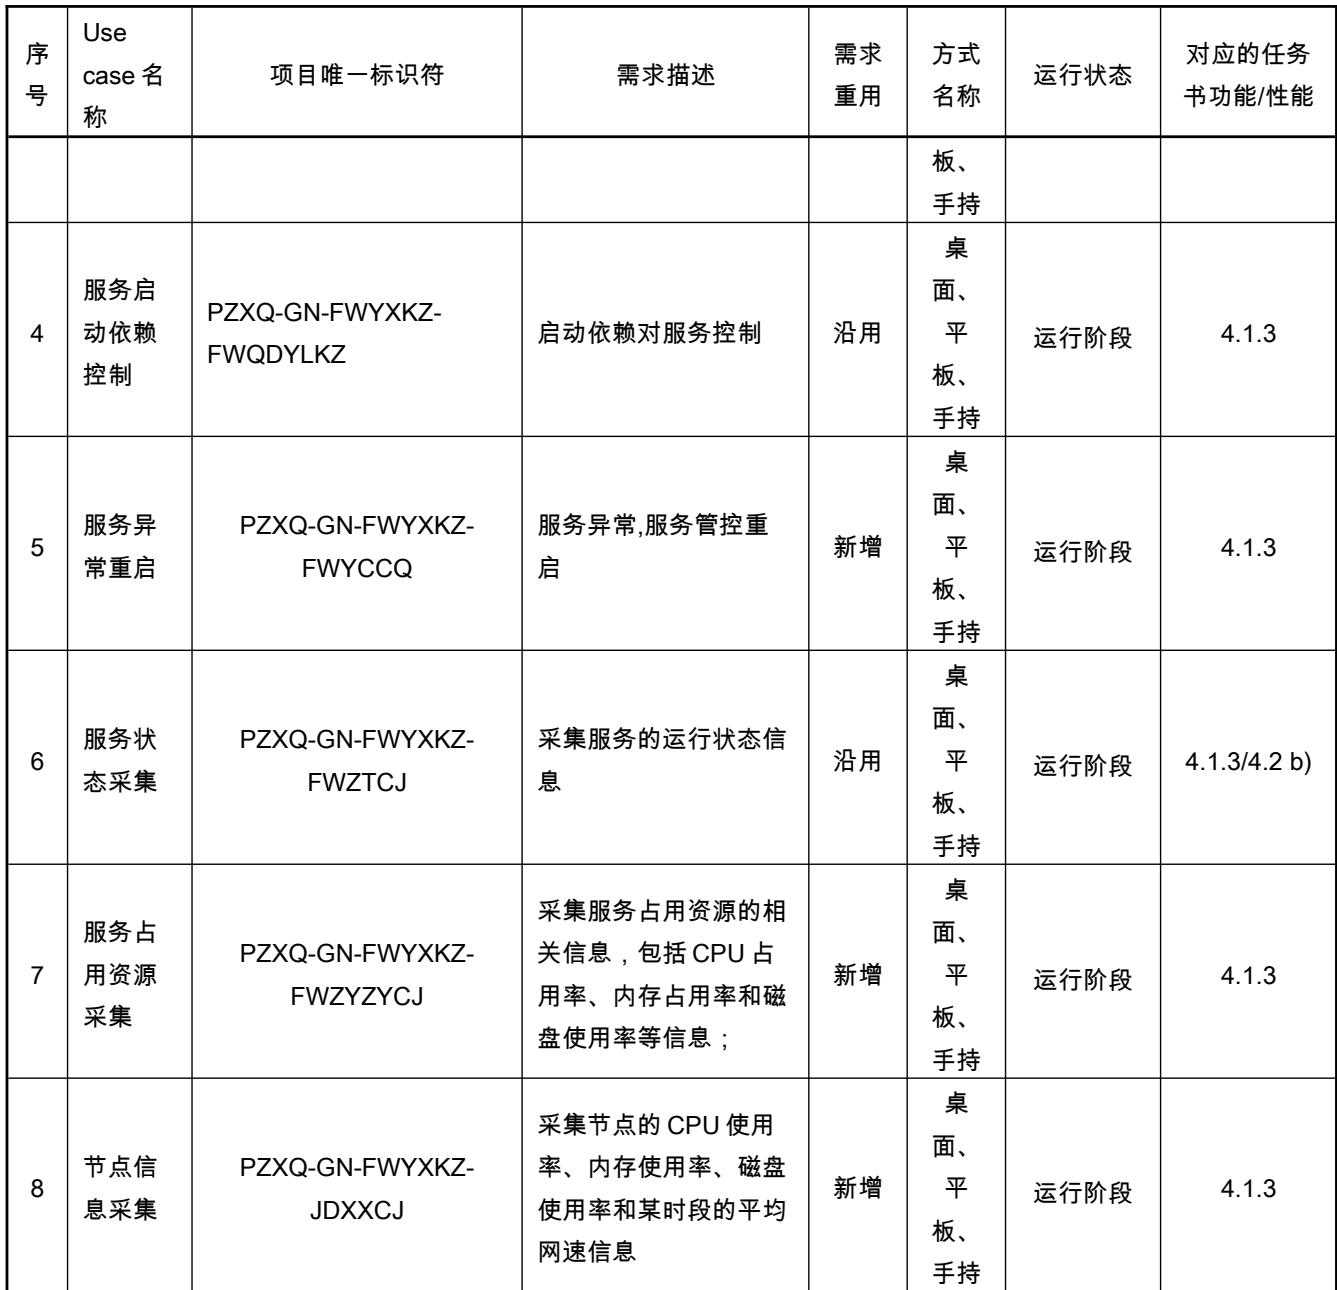 序号
Use case 名称
项目唯一标识符
需求描述
需求重用
方式名称
运行状态
对应的任务书功能/性能
板、
手持
4
服务启
动依赖
控制
PZXQ-GN-FWYXKZ-
FWQDYLKZ
启动依赖对服务控制
沿用
桌
面、
平
板、
手持
运行阶段
4.1.3
5
服务异
常重启
PZXQ-GN-FWYXKZ-
FWYCCQ
服务异常,服务管控重
启
新增
桌
面、
平
板、
手持
运行阶段
4.1.3
6
服务状
态采集
PZXQ-GN-FWYXKZ-
FWZTCJ
采集服务的运行状态信
息
沿用
桌
面、
平
板、
手持
运行阶段
4.1.3/4.2 b)
7
服务占
用资源
采集
PZXQ-GN-FWYXKZ-
FWZYZYCJ
采集服务占用资源的相
关信息，包括 CPU 占
用率、内存占用率和磁
盘使用率等信息；
新增
桌
面、
平
板、
手持
运行阶段
4.1.3
8
节点信
息采集
PZXQ-GN-FWYXKZ-
JDXXCJ
采集节点的 CPU 使用
率、内存使用率、磁盘
使用率和某时段的平均
网速信息
新增
桌
面、
平
板、
手持
运行阶段
4.1.3